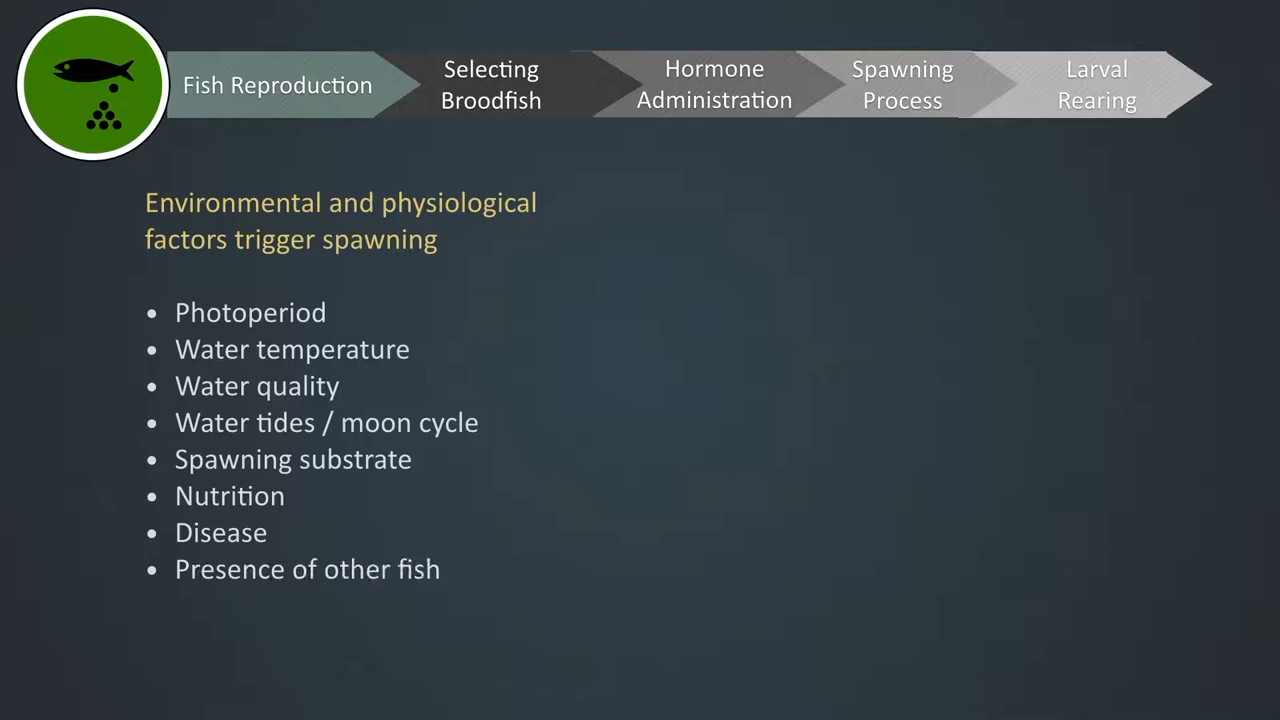 Fish Reproduction
Selecting
Broodfish
Hormone
Administration
Spawning
Process
Larval
Rearing
Environmental and physiological
factors trigger spawning
• Photoperiod
• Water temperature
• Water quality
• Water tides / moon cycle
• Spawning substrate
• Nutrition
• Disease
• Presence of other fish